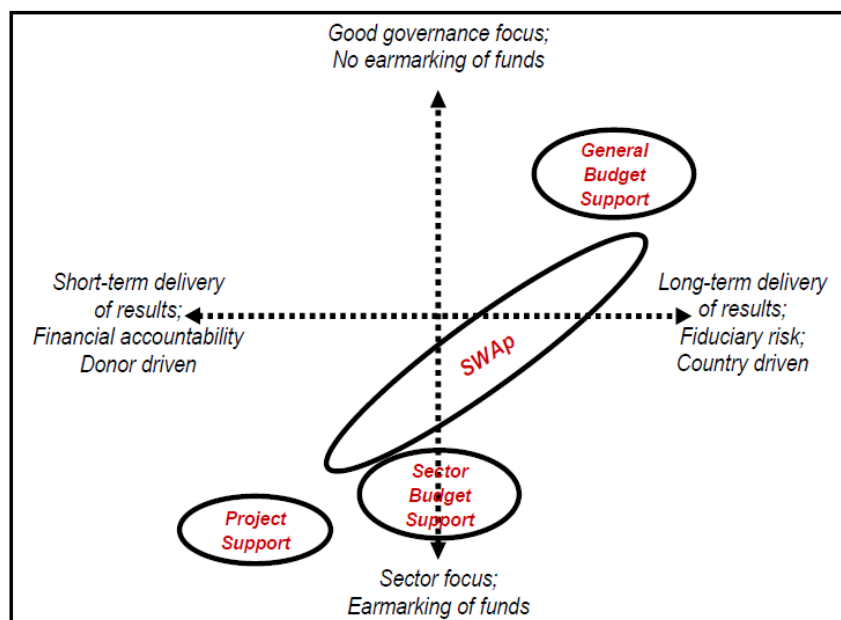 Good governance focus;
No earmarking of funds
General
Budget
Support
Short-term delivery
of results;
Financial accountability
Donor driven
Long-term delivery
of results;
Fiduciary risk;
Country driven
SWAp
Sector
Budget
Support
Project
Support
Sector focus;
Earmarking of funds